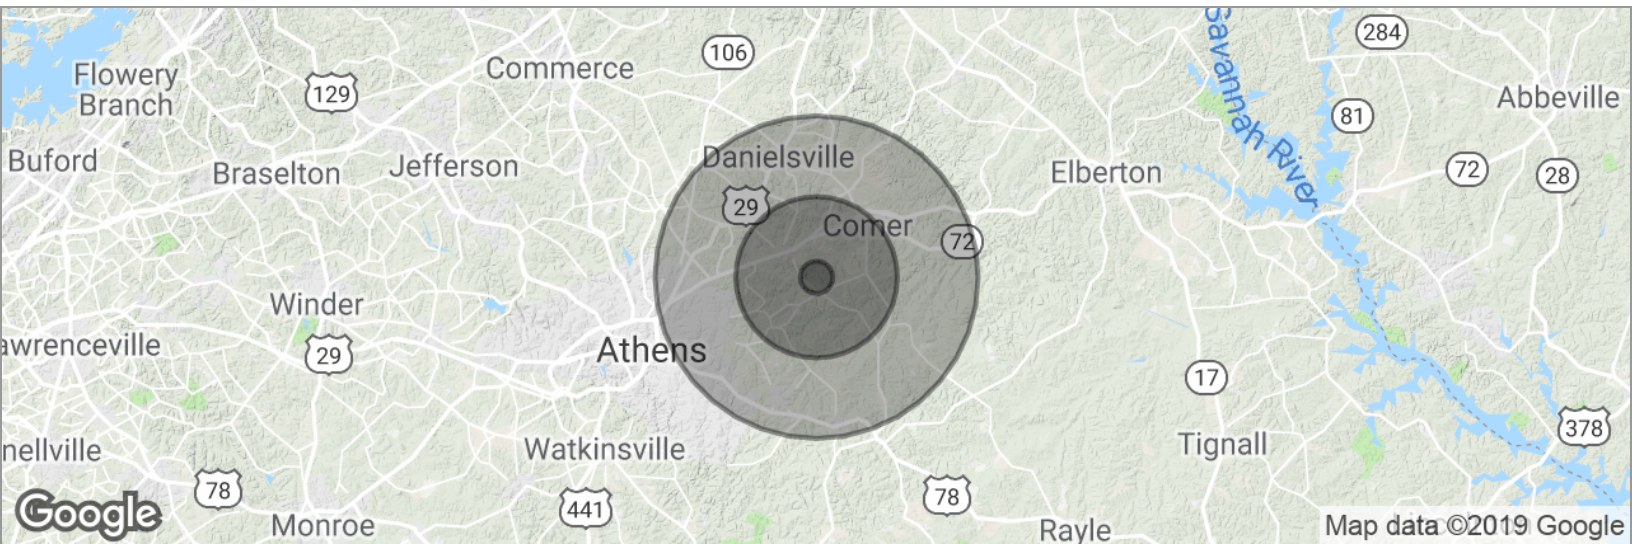 Savannah River
284
106
Commerce
Flowery
Branch
129
Abbeville
81
Buford
Braselton
Jefferson
Danielsville
Elberton
72
28
29
Comer
72
Winder
awrenceville
29
Athens
17
378
nellville
Watkinsville
Tignall
78
441
78
Google
Monroe
Rayle
Map data ©2019 Google